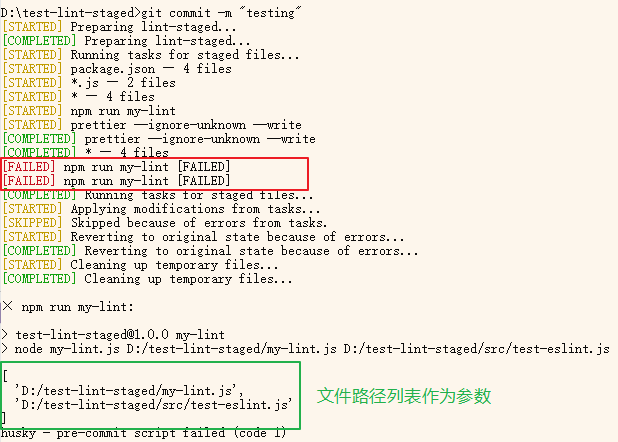 D:\test-lint-staged>git commit -m "testing"
[STARTED] Preparing lint-staged...
[COMPLETED] Preparing lint-staged...
[STARTED] Running tasks for staged files...
[STARTED] package.json — 4 files
[STARTED] *.js — 2 files
[STARTED] * — 4 files
[STARTED] npm run my-lint
[STARTED] prettier --ignore-unknown --write
[COMPLETED] prettier --ignore-unknown --write
[COMPLETED] * — 4 files
[FAILED] npm run my-lint [FAILED]
[FAILED] npm run my-lint [FAILED]
[COMPLETED] Running tasks for staged files...
[STARTED] Applying modifications from tasks...
[SKIPPED] Skipped because of errors from tasks.
[STARTED] Reverting to original state because of errors...
[COMPLETED] Reverting to original state because of errors...
[STARTED] Cleaning up temporary files...
[COMPLETED] Cleaning up temporary files...
× npm run my-lint:
> test-lint-staged@1.0.0 my-lint
> node my-lint.js D:/test-lint-staged/my-lint.js D:/test-lint-staged/src/test-eslint.js
[
'D:/test-lint-staged/my-lint.js',
'D:/test-lint-staged/src/test-eslint.js'
]
文件路径列表作为参数
husky - pre-commit script failed (code 1)